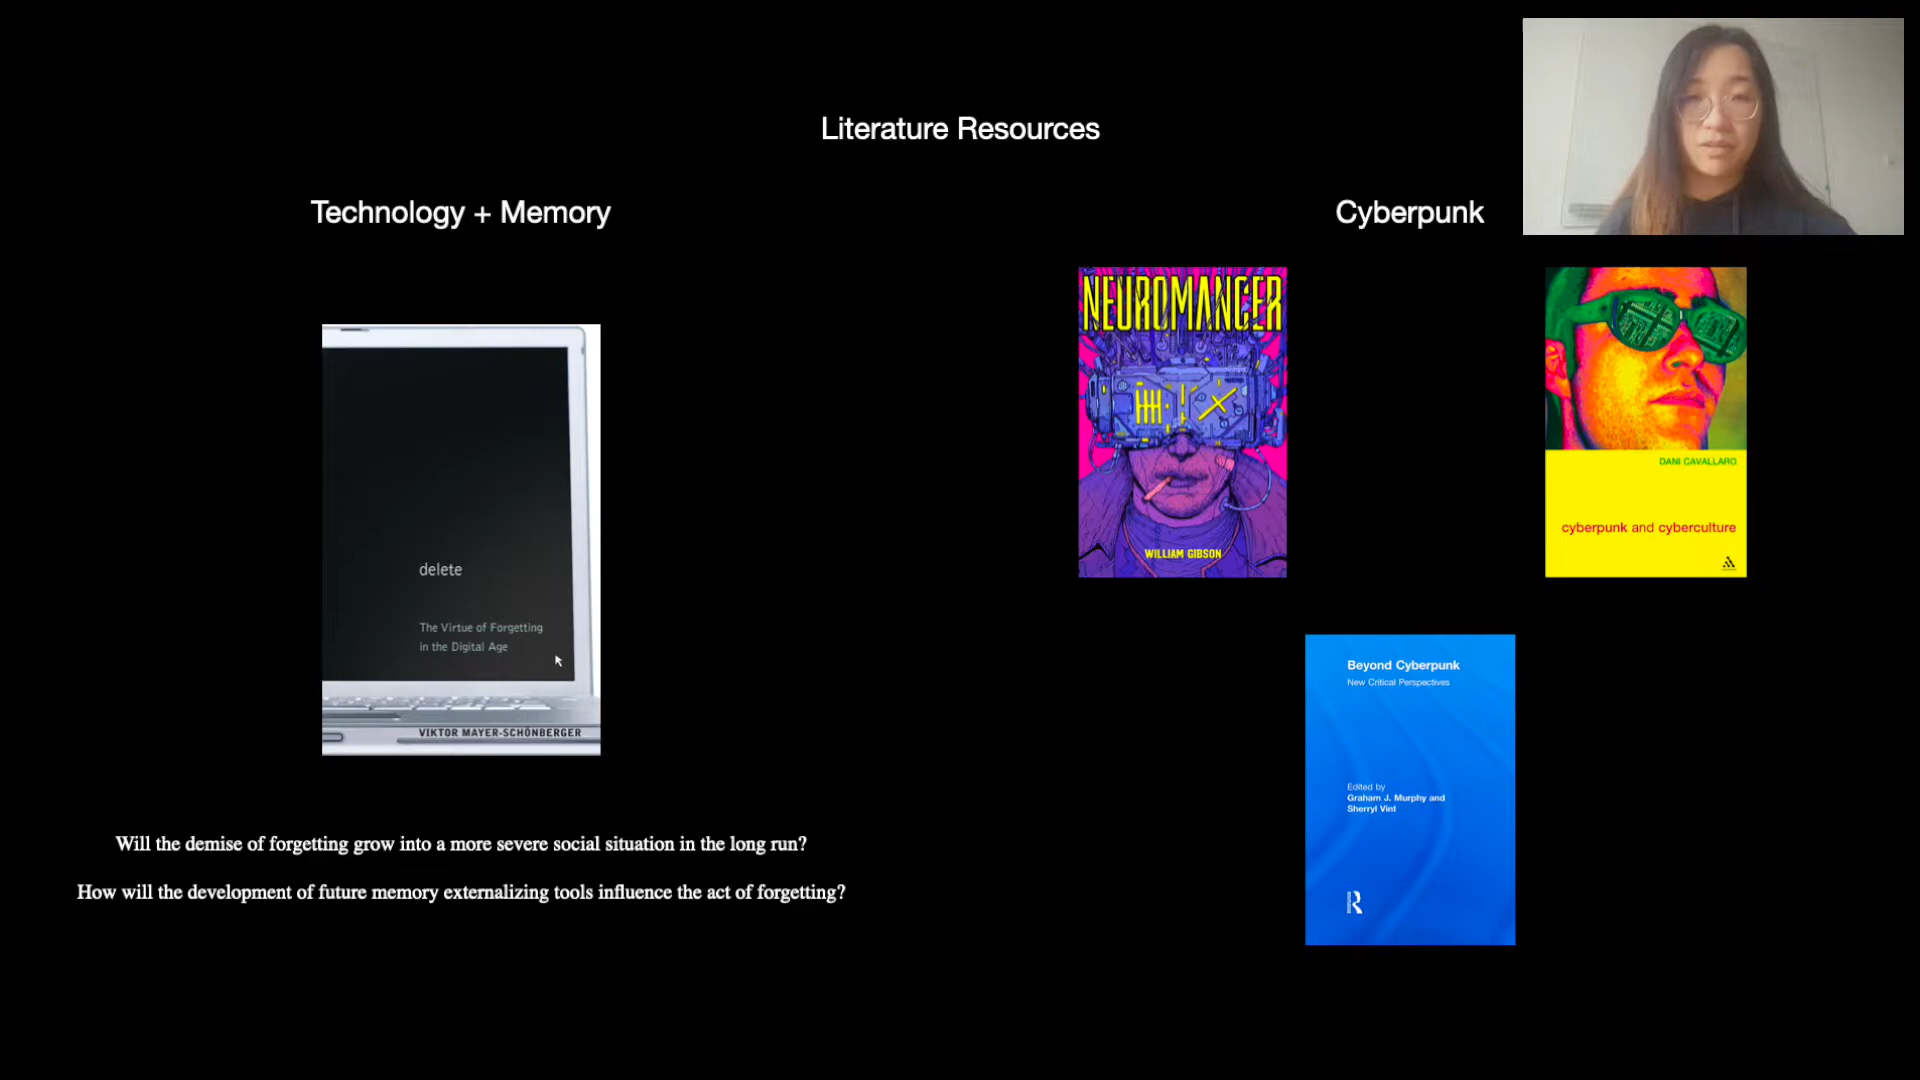 Literature Resources
Technology + Memory
delete
The Virtue of Forgetting
in the Digital Age
VIKTOR MAYER-SCHÖNBERGER
Will the demise of forgetting grow into a more severe social situation in the long run?
How will the development of future memory externalizing tools influence the act of forgetting?
Cyberpunk
NEUROMANCER
WILLIAM GIBSON
DANI CAVALLARO
cyberpunk and cyberculture
Beyond Cyberpunk
New Critical Perspectives
Edited by
Graham J. Murphy and
Sherryl Vint
R